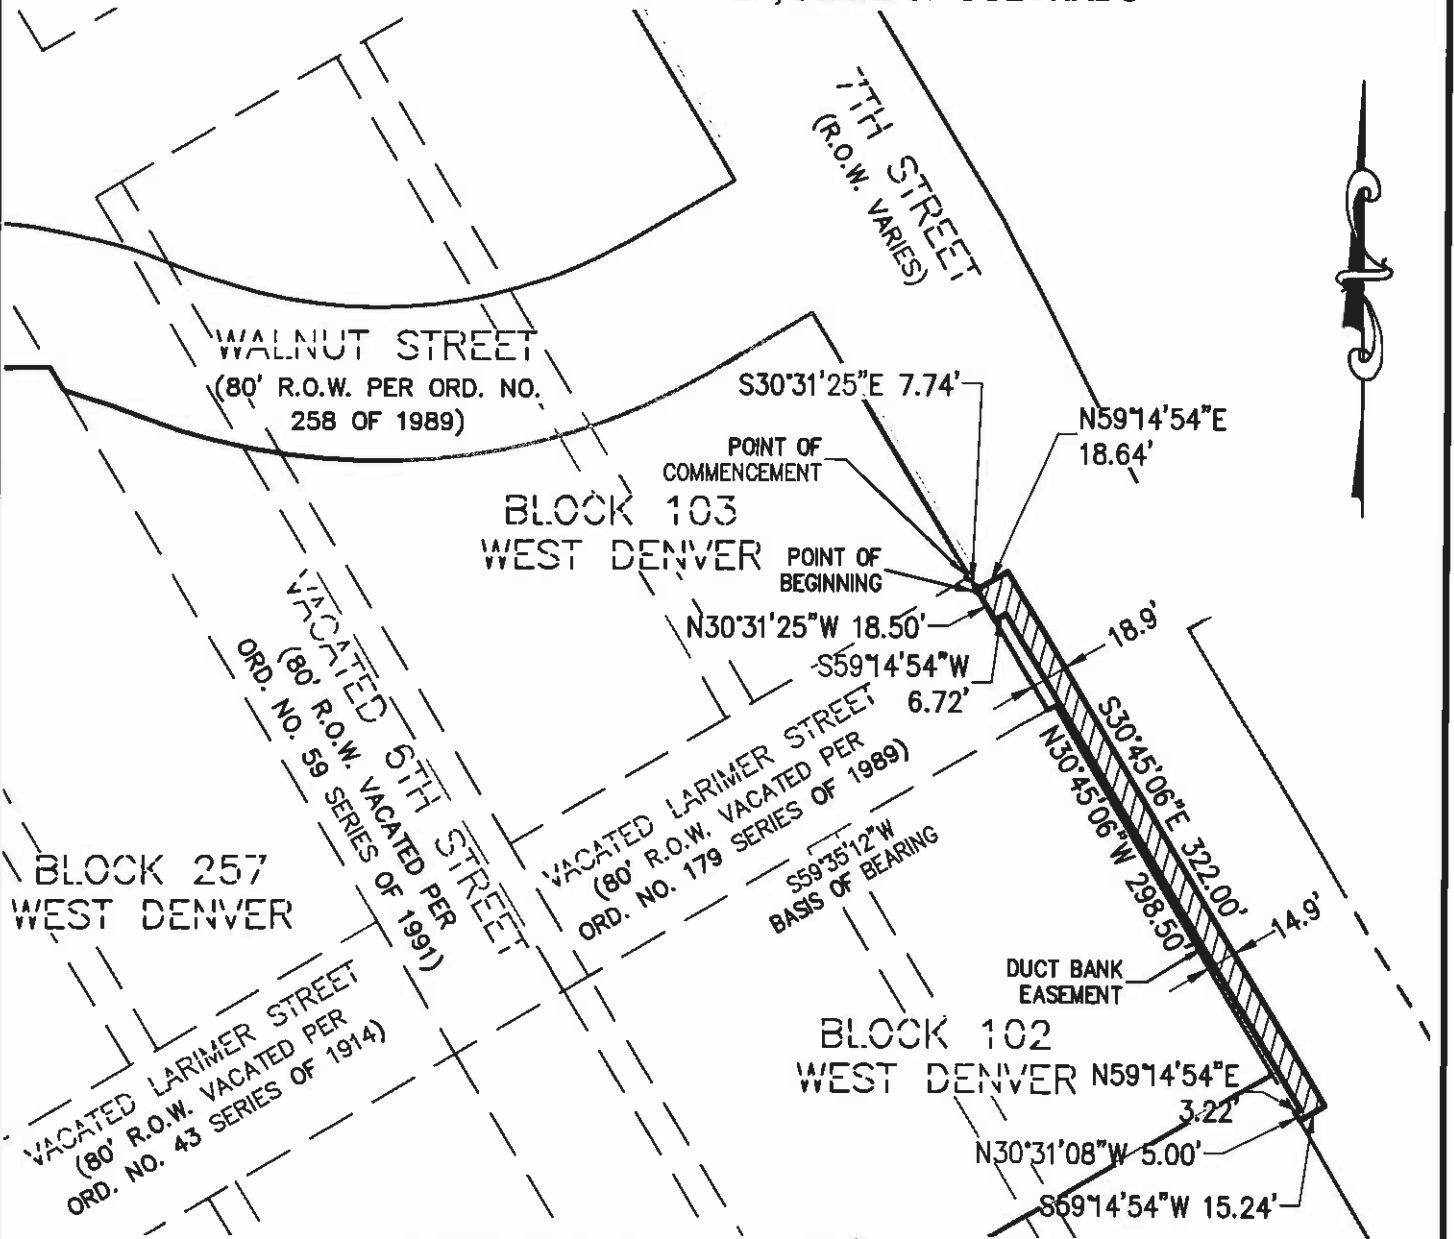 7TH STREET
(R.O.W. VARIES)
WALNUT STREET
(80' R.O.W. PER ORD. NO.
258 OF 1989)
S30°31'25"E 7.74'
N59°14'54"E
18.64'
POINT OF
COMMENCEMENT
BLOCK 103
WEST DENVER
POINT OF
BEGINNING
N30°31'25"W 18.50'
S59°14'54"W
6.72'
18.9'
VACATED 6TH STREET
(80' R.O.W. VACATED PER
ORD. NO. 59 SERIES OF 1991)
S30°45'06"E 322.00'
N30°45'06"W 298.50'
VACATED LARIMER STREET
(80' R.O.W. VACATED PER
ORD. NO. 179 SERIES OF 1989)
S59°35'12"W
BASIS OF BEARING
BLOCK 257
WEST DENVER
14.9'
DUCT BANK
EASEMENT
VACATED LARIMER STREET
(80' R.O.W. VACATED PER
ORD. NO. 43 SERIES OF 1914)
BLOCK 102
WEST DENVER
N59°14'54"E
3.22'
N30°31'08"W 5.00'
S59°14'54"W 15.24'